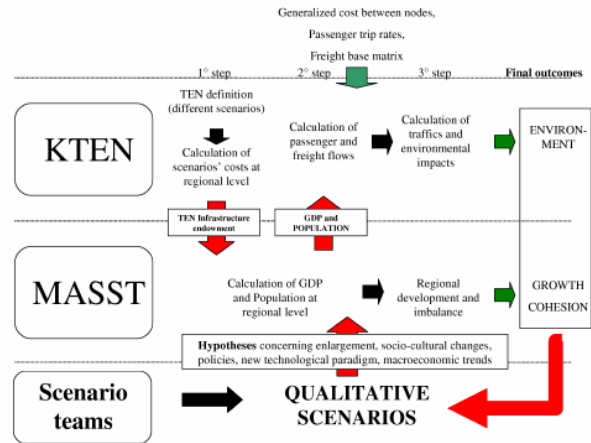 Generalized cost between nodes,
Passenger trip rates,
Freight base matrix
1° step
2° step
3° step
Final outcomes
KTEN
TEN definition
(different scenarios)
Calculation of
scenarios' costs at
regional level
Calculation of
passenger and
freight flows
Calculation of
traffics and
environmental
impacts
ENVIRON-
MENT
TEN Infrastructure
endowment
GDP and
POPULATION
MASST
Calculation of GDP
and Population at
regional level
Regional
development and
imbalance
GROWTH
COHESION
Hypotheses concerning enlargement, socio-cultural changes,
policies, new technological paradigm, macroeconomic trends
Scenario
teams
QUALITATIVE
SCENARIOS